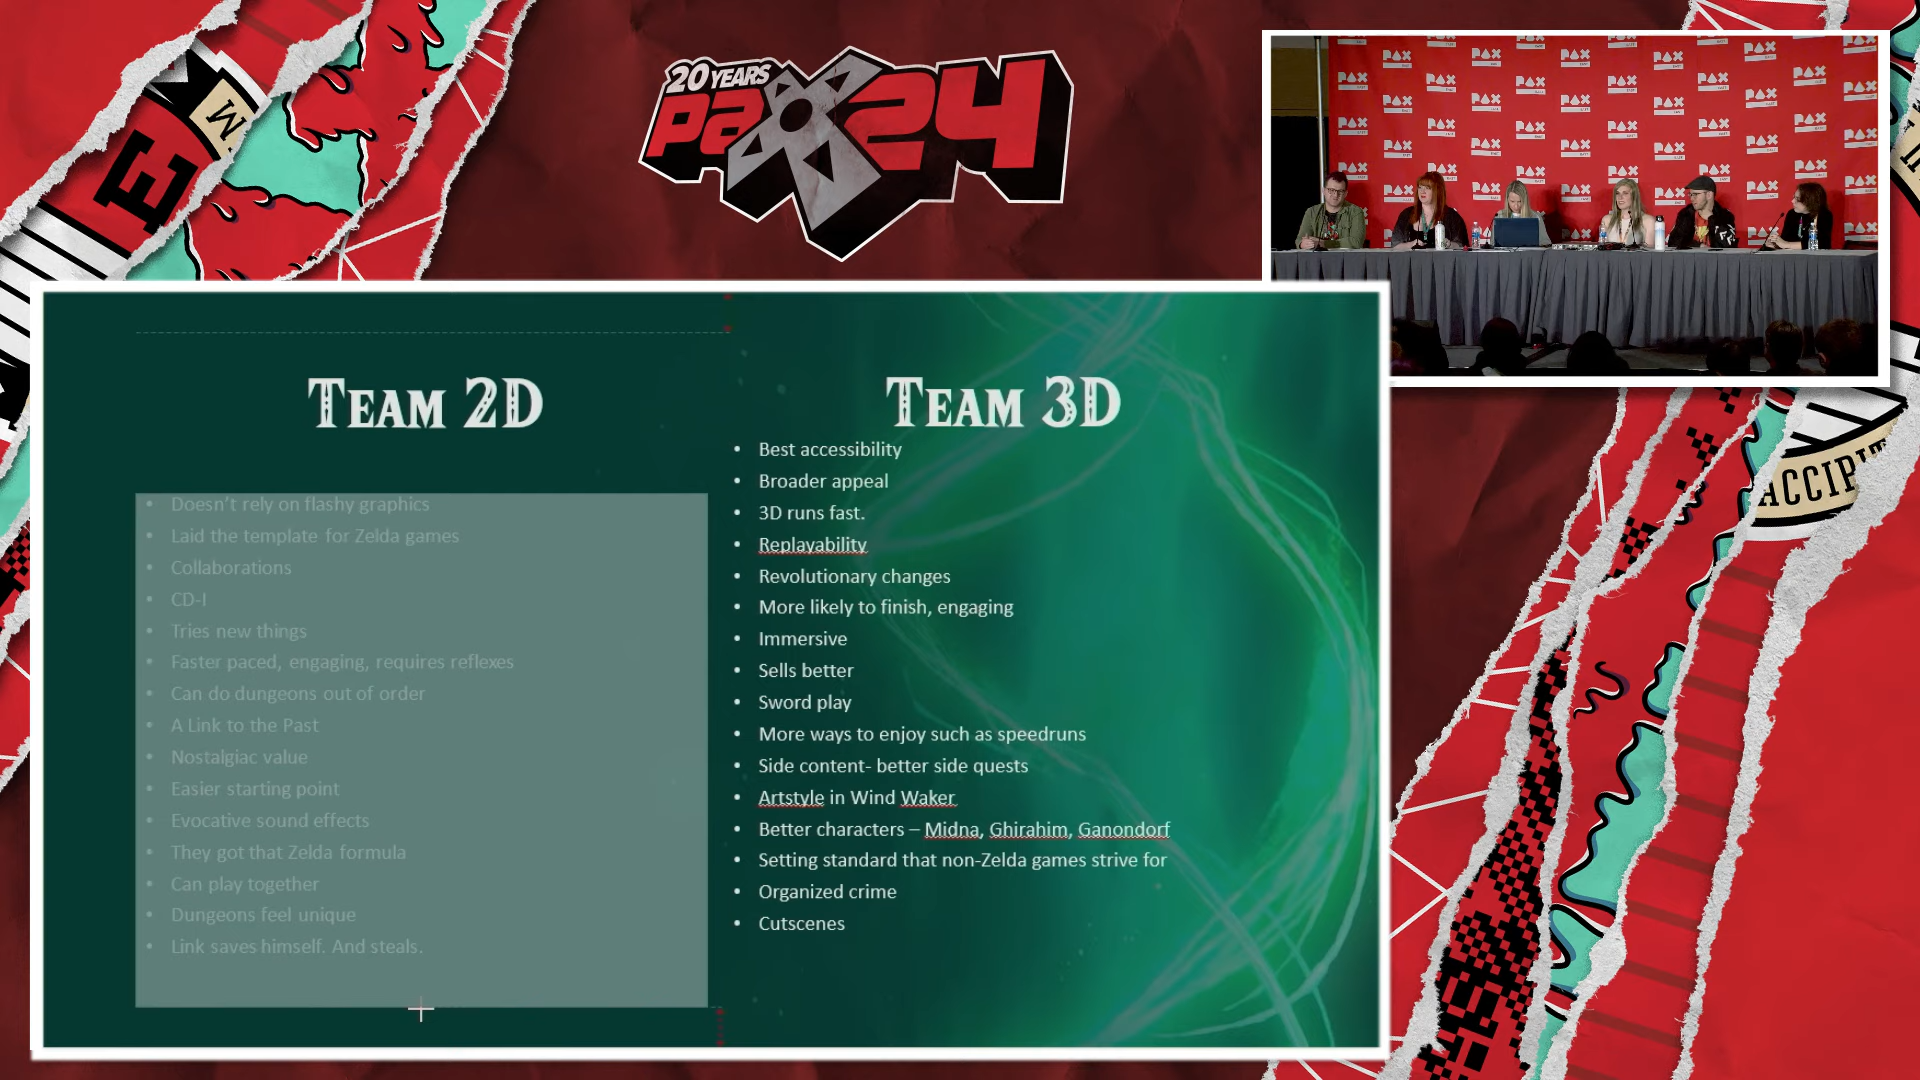 20 YEARS
PAX 24
M
E
ACCIPIT
TEAM 2D
• Doesn't rely on flashy graphics
• Laid the template for Zelda games
• Collaborations
• CD-I
• Tries new things
• Faster paced, engaging, requires reflexes
• Can do dungeons out of order
• A Link to the Past
• Nostalgiac value
• Easier starting point
• Evocative sound effects
• They got that Zelda formula
• Can play together
• Dungeons feel unique
• Link saves himself. And steals.
TEAM 3D
• Best accessibility
• Broader appeal
• 3D runs fast.
• Replayability
• Revolutionary changes
• More likely to finish, engaging
• Immersive
• Sells better
• Sword play
• More ways to enjoy such as speedruns
• Side content- better side quests
• Artstyle in Wind Waker
• Better characters – Midna, Ghirahim, Ganondorf
• Setting standard that non-Zelda games strive for
• Organized crime
• Cutscenes